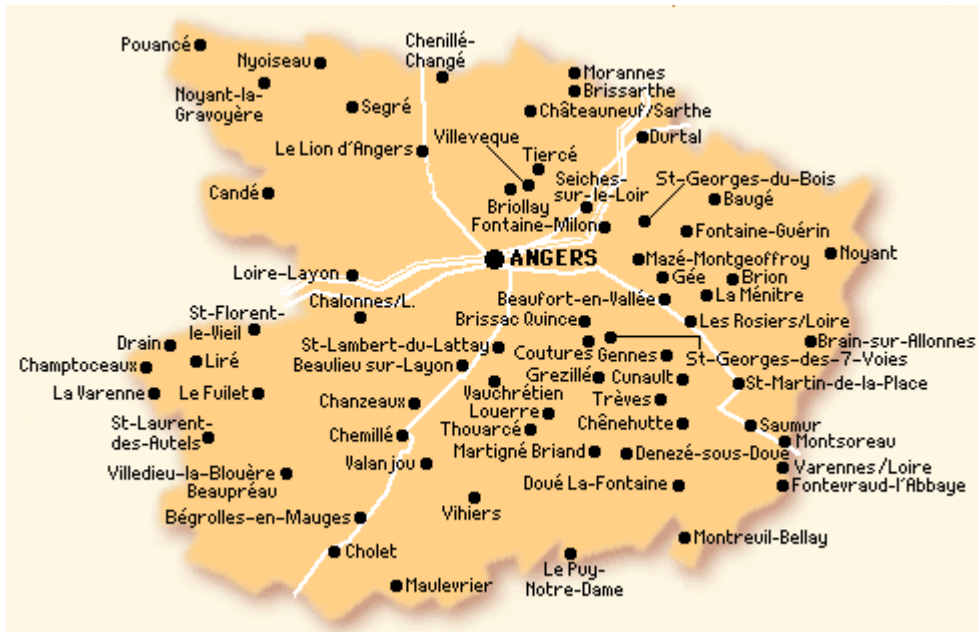 Pouancé
Nyoiseau
Chenillé-
Changé
Morannes
Brissarthe
Noyant-la-
Gravoyère
Segré
Châteauneuf/Sarthe
Villeveque
Durtal
Le Lion d'Angers
Tiercé
Seiches-
sur-le-Loir
St-Georges-du-Bois
Candé
Briollay
Baugé
Fontaine-Milon
Fontaine-Guérin
ANGERS
Mazé-Montgeoffroy
Noyant
Loire-Layon
Gée
Brion
Chalonnes/L.
Beaufort-en-Vallée
La Ménitre
St-Florent-
le-Vieil
Brissac Quince
Les Rosiers/Loire
Drain
Liré
St-Lambert-du-Lattay
Coutures
Gennes
St-Georges-des-7-Voies
Brain-sur-Allonnes
Champtoceaux
Beaulieu sur-Layon
Grezillé
Cunault
St-Martin-de-la-Place
La Varenne
Le Fuilet
Chanzeaux
Vauchrétien
Louerre
Trèves
St-Laurent-
des-Autels
Chemillé
Thouarcé
Chênehutte
Saumur
Montsoreau
Villedieu-la-Blouère
Beaupréau
Valanjou
Martigné Briand
Denezé-sous-Doué
Varennes/Loire
Doué La-Fontaine
Fontevraud-l'Abbaye
Bégrolles-en-Mauges
Vihiers
Cholet
Montreuil-Bellay
Maulevrier
Le Puy-
Notre-Dame